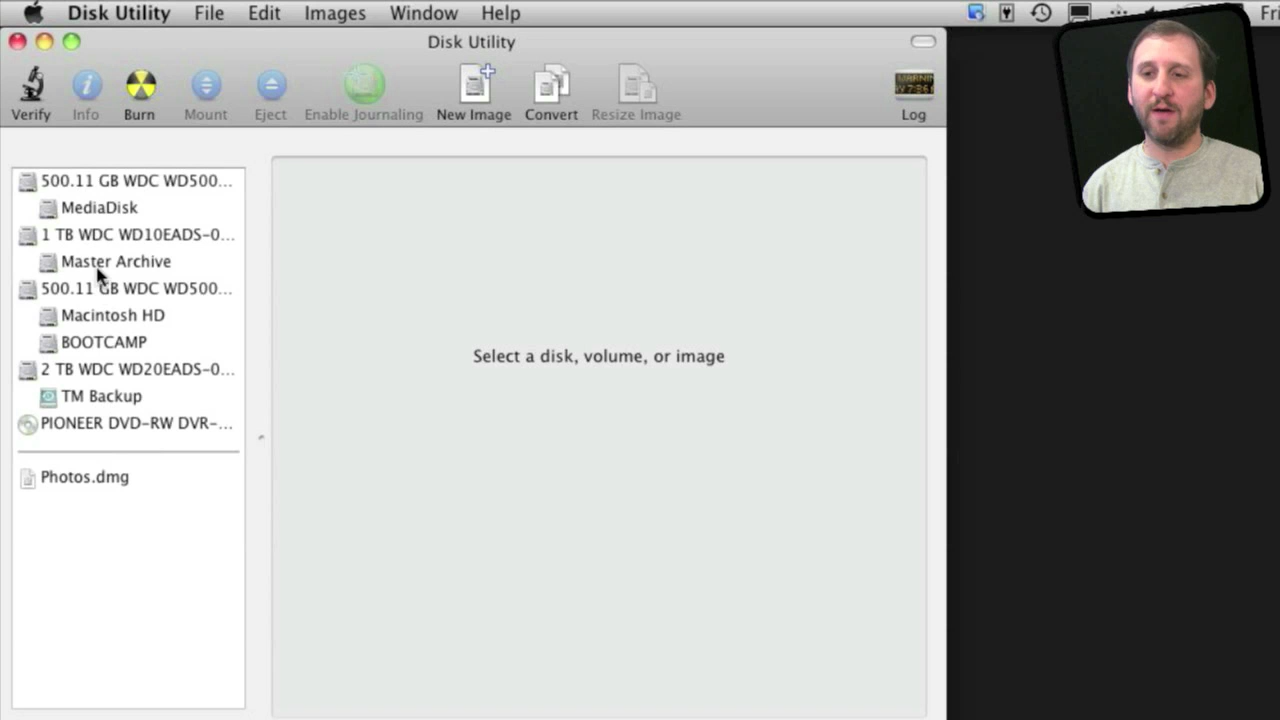 Disk Utility File Edit Images Window Help Fri
Disk Utility
Verify Info Burn Mount Eject Enable Journaling New Image Convert Resize Image Log
500.11 GB WDC WD500...
MediaDisk
1 TB WDC WD10EADS-0...
Master Archive
500.11 GB WDC WD500...
Macintosh HD
BOOTCAMP
2 TB WDC WD20EADS-0...
TM Backup
PIONEER DVD-RW DVR-...
Photos.dmg
Select a disk, volume, or image